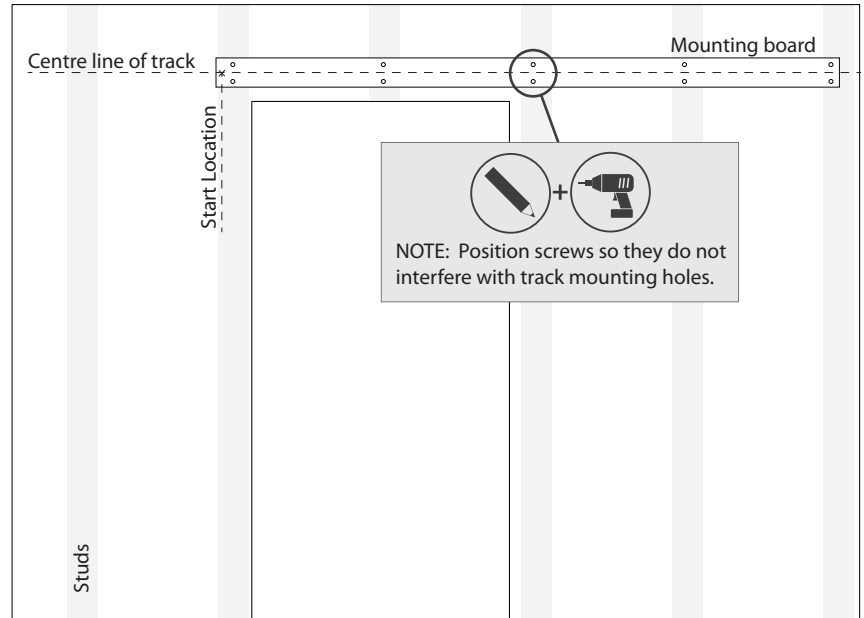 Mounting board
Centre line of track
Start Location
+
NOTE: Position screws so they do not
interfere with track mounting holes.
Studs